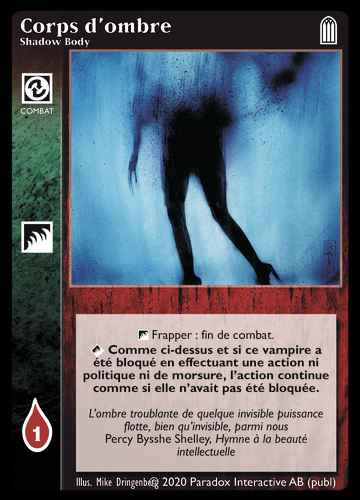 Corps d'ombre
Shadow Body
COMBAT
Frapper : fin de combat.
Comme ci-dessus et si ce vampire a
été bloqué en effectuant une action ni
politique ni de morsure, l'action continue
comme si elle n'avait pas été bloquée.
L'ombre troublante de quelque invisible puissance
flotte, bien qu'invisible, parmi nous
Percy Bysshe Shelley, Hymne à la beauté
intellectuelle
1
Illus. Mike Dringenberg © 2020 Paradox Interactive AB (publ)